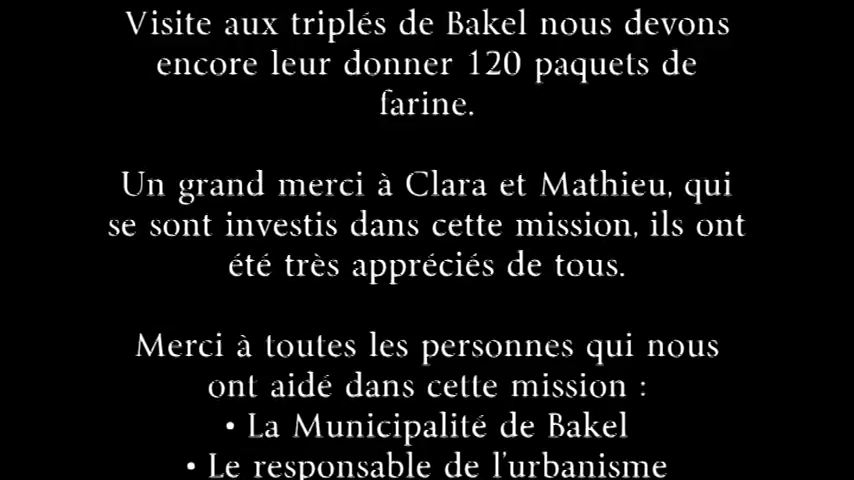 Visite aux triplés de Bakel nous devons
encore leur donner 120 paquets de
farine.
Un grand merci à Clara et Mathieu, qui
se sont investis dans cette mission, ils ont
été très appréciés de tous.
Merci à toutes les personnes qui nous
ont aidé dans cette mission :
• La Municipalité de Bakel
• Le responsable de l'urbanisme